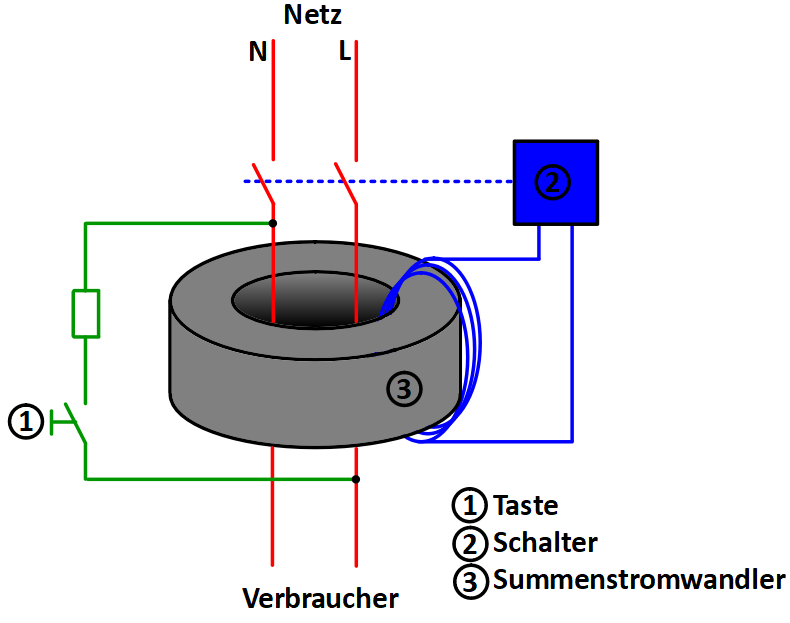 Netz
N L
2
3
1
1 Taste
2 Schalter
3 Summenstromwandler
Verbraucher